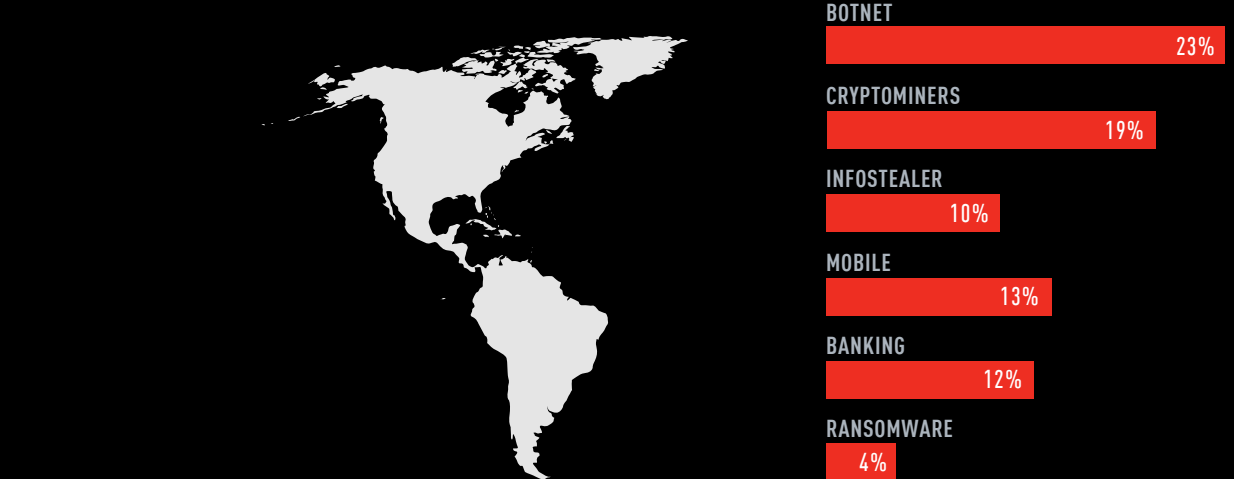 BOTNET
23%
CRYPTOMINERS
19%
INFOSTEALER
10%
MOBILE
13%
BANKING
12%
RANSOMWARE
4%